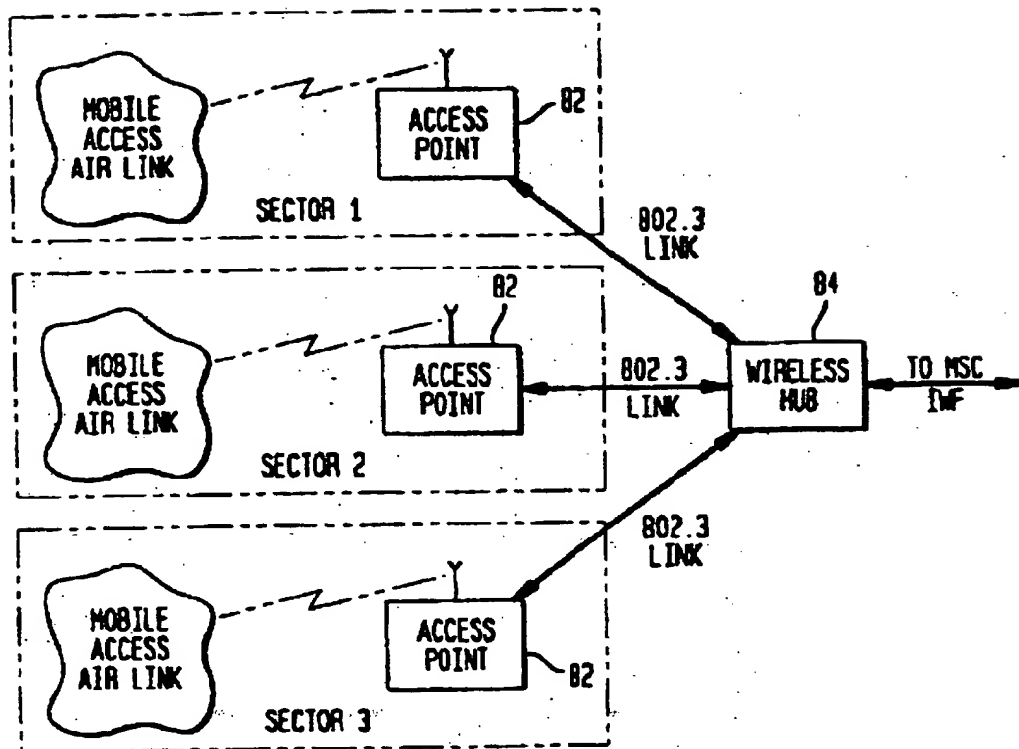 MOBILE
ACCESS
AIR LINK
ACCESS
POINT
82
SECTOR 1
802.3
LINK
MOBILE
ACCESS
AIR LINK
82
ACCESS
POINT
SECTOR 2
802.3
LINK
84
WIRELESS
HUB
TO MSC
IWF
802.3
LINK
MOBILE
ACCESS
AIR LINK
ACCESS
POINT
82
SECTOR 3